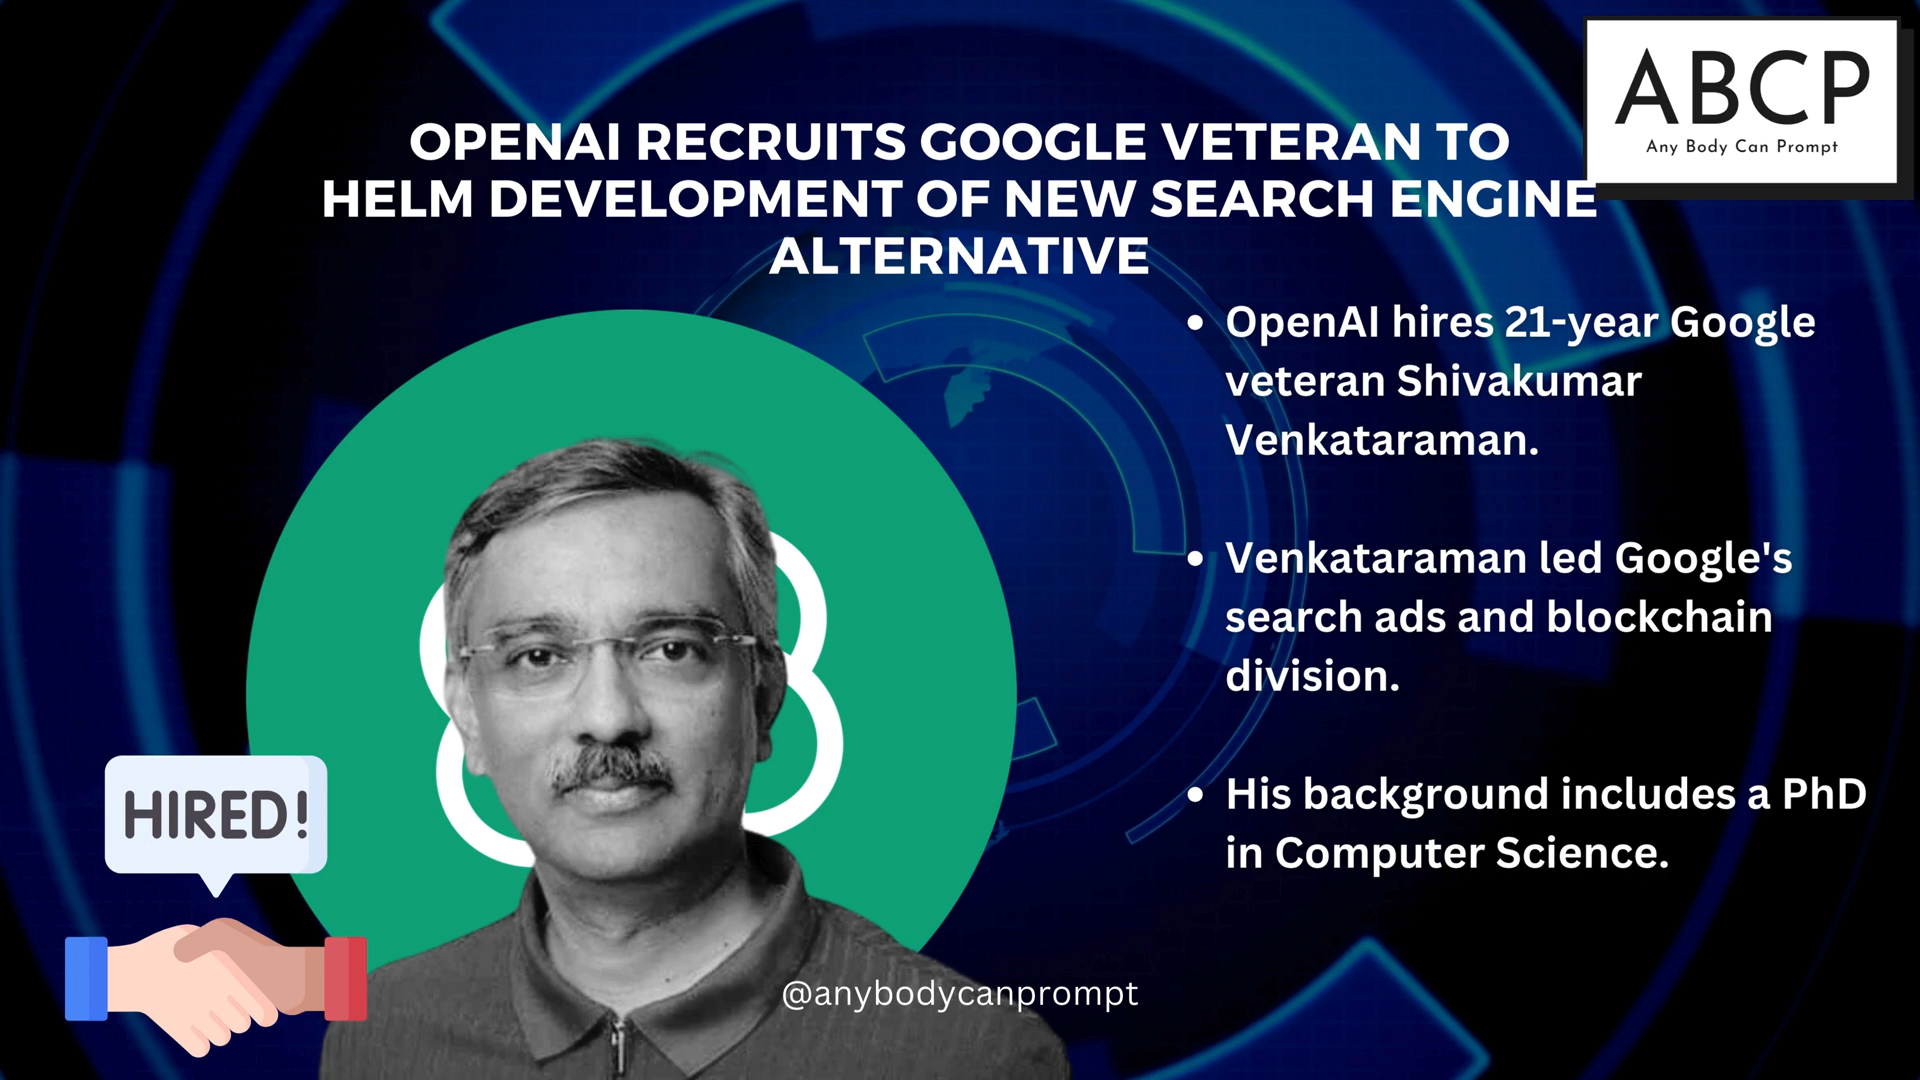 ABCP
Any Body Can Prompt
OPENAI RECRUITS GOOGLE VETERAN TO
HELM DEVELOPMENT OF NEW SEARCH ENGINE
ALTERNATIVE
• OpenAI hires 21-year Google
veteran Shivakumar
Venkataraman.
• Venkataraman led Google's
search ads and blockchain
division.
• His background includes a PhD
in Computer Science.
HIRED!
@anybodycanprompt